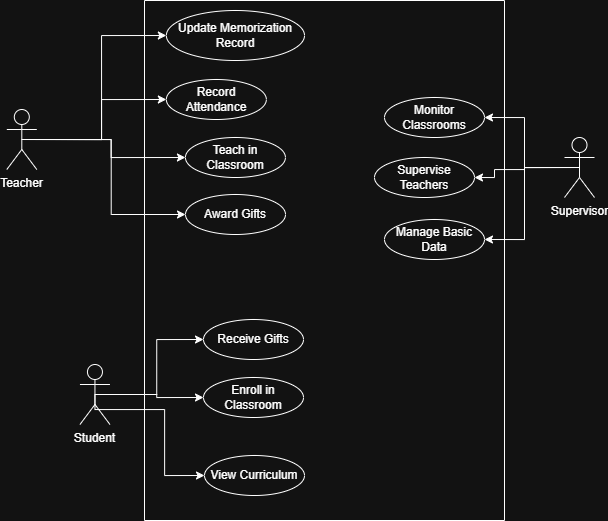 Update Memorization
Record
Record
Attendance
Teach in
Classroom
Award Gifts
Teacher
Monitor
Classrooms
Supervise
Teachers
Manage Basic
Data
Supervisor
Receive Gifts
Enroll in
Classroom
View Curriculum
Student